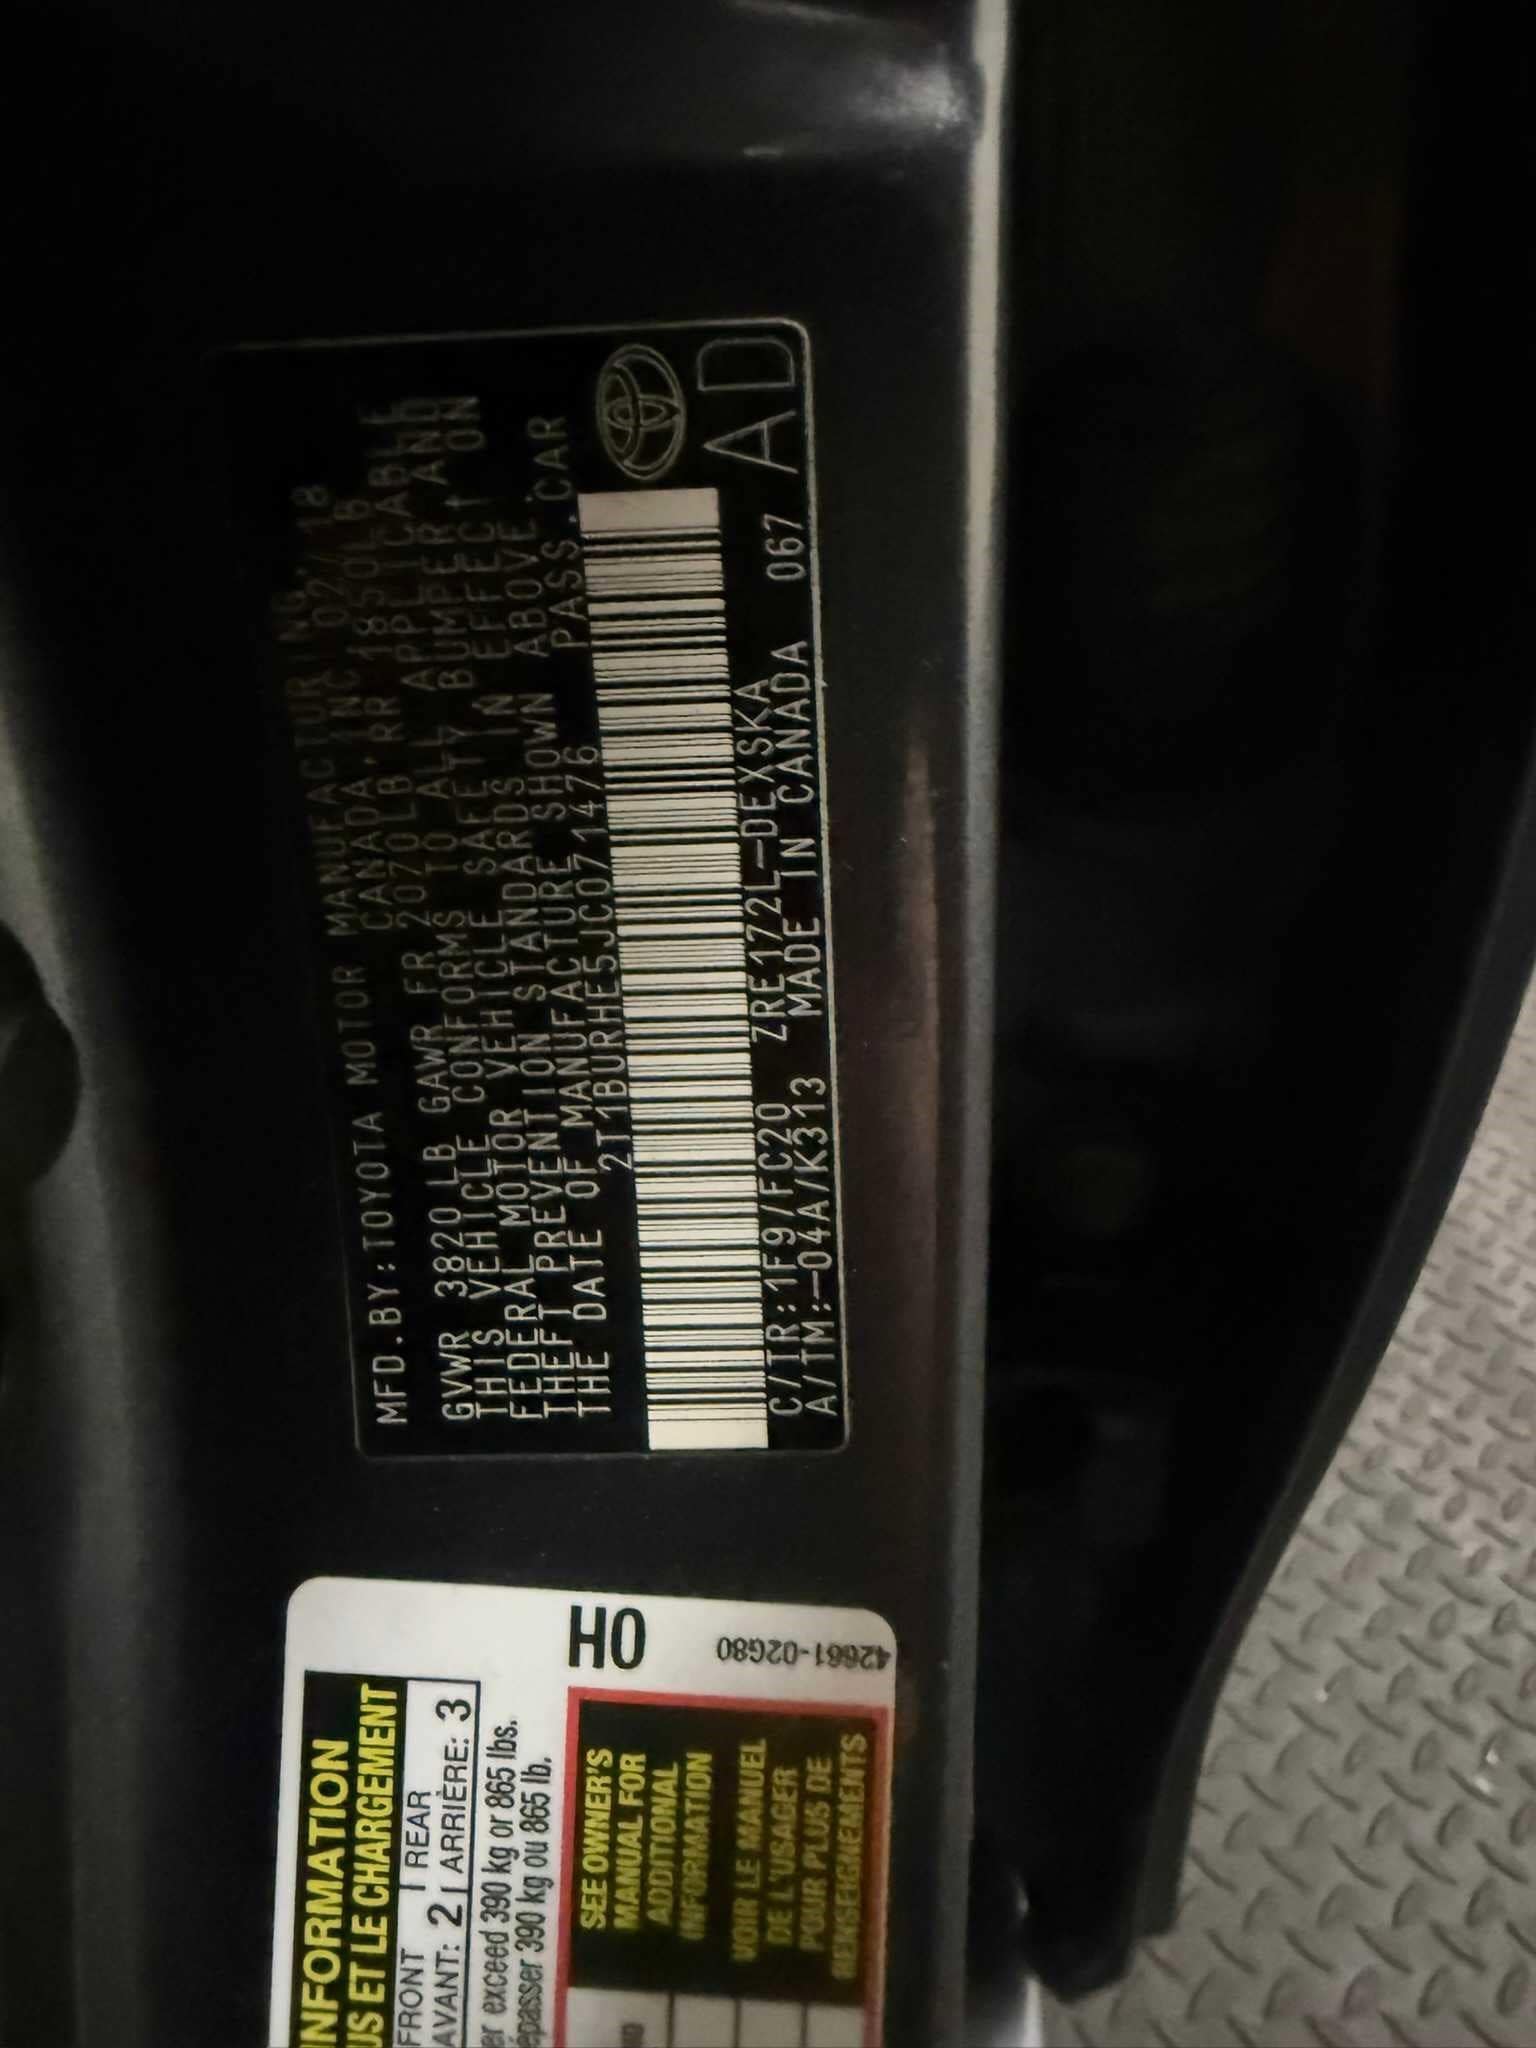 MFD.BY:TOYOTA MOTOR MANUFACTURING
CANADA,INC. 02/18
GVWR 3820LB GAWR FR 2070LB RR 1850LB
THIS VEHICLE CONFORMS TO ALL APPLICABLE
FEDERAL MOTOR VEHICLE SAFETY BUMPER AND
THEFT PREVENTION STANDARDS IN EFFECT ON
THE DATE OF MANUFACTURE SHOWN ABOVE.
2T1BURHE5JC071476 PASS.CAR
C/TR:1F9/FC20 ZRE172L-DEXSKA
A/TM:-04A/K313 MADE IN CANADA 067
AD
INFORMATION
US ET LE CHARGEMENT
FRONT REAR
AVANT: 2 ARRIÈRE: 3
er exceed 390 kg or 865 lbs.
épasser 390 kg ou 865 lb.
H0
42661-02G80
SEE OWNER'S
MANUAL FOR
ADDITIONAL
INFORMATION
VOIR LE MANUEL
DE L'USAGER
POUR PLUS DE
RENSEIGNEMENTS